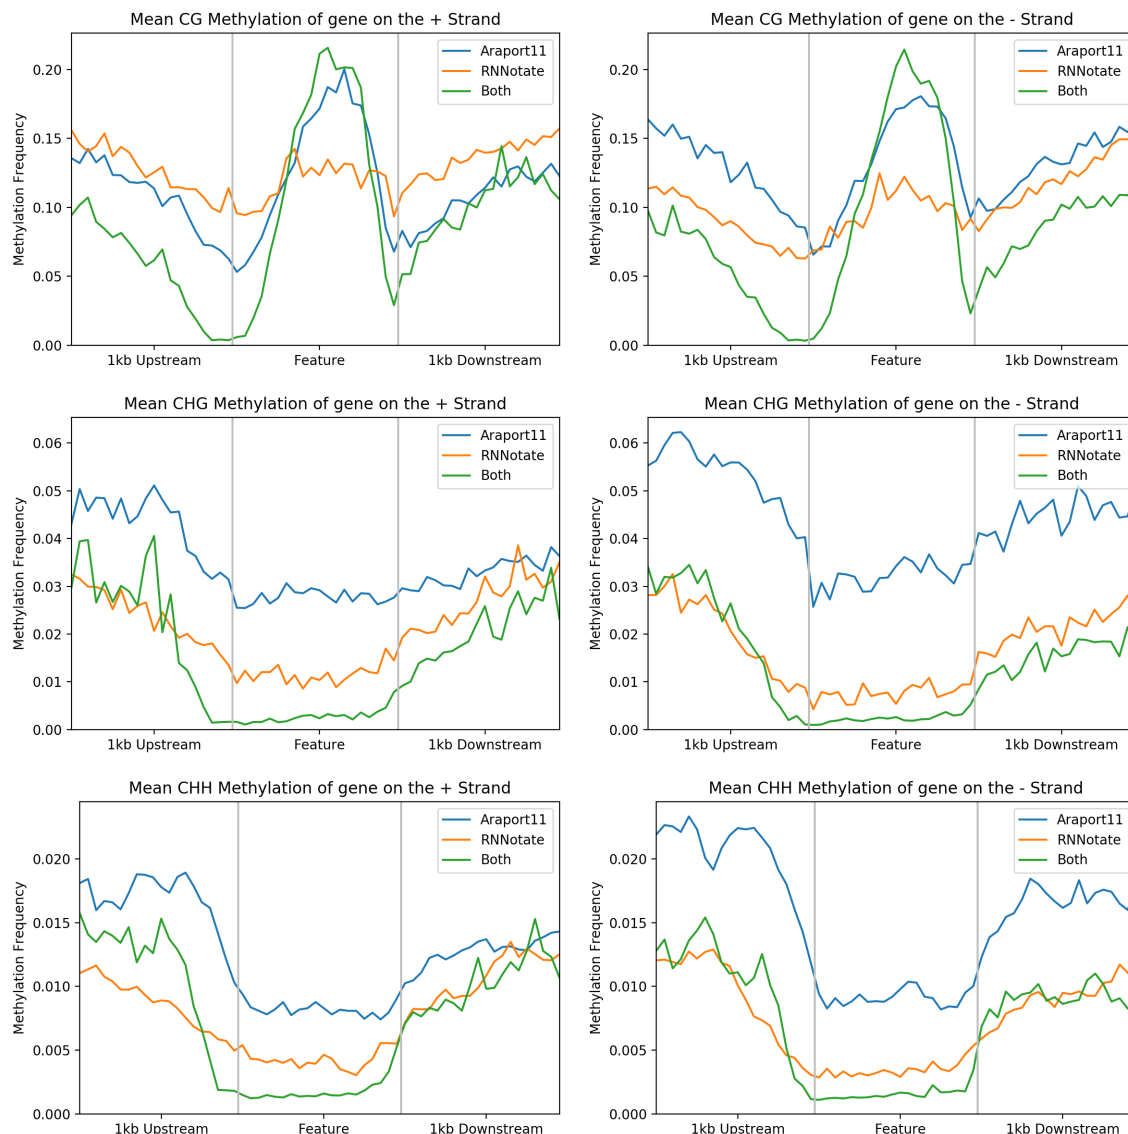 Mean CG Methylation of gene on the + Strand
Methylation Frequency
0.20
0.15
0.10
0.05
0.00
Araport11
RNNotate
Both
1kb Upstream
Feature
1kb Downstream
Mean CG Methylation of gene on the - Strand
Methylation Frequency
0.20
0.15
0.10
0.05
0.00
Araport11
RNNotate
Both
1kb Upstream
Feature
1kb Downstream
Mean CHG Methylation of gene on the + Strand
Methylation Frequency
0.06
0.05
0.04
0.03
0.02
0.01
0.00
Araport11
RNNotate
Both
1kb Upstream
Feature
1kb Downstream
Mean CHG Methylation of gene on the - Strand
Methylation Frequency
0.06
0.05
0.04
0.03
0.02
0.01
0.00
Araport11
RNNotate
Both
1kb Upstream
Feature
1kb Downstream
Mean CHH Methylation of gene on the + Strand
Methylation Frequency
0.020
0.015
0.010
0.005
0.000
Araport11
RNNotate
Both
1kb Upstream
Feature
1kb Downstream
Mean CHH Methylation of gene on the - Strand
Methylation Frequency
0.020
0.015
0.010
0.005
0.000
Araport11
RNNotate
Both
1kb Upstream
Feature
1kb Downstream